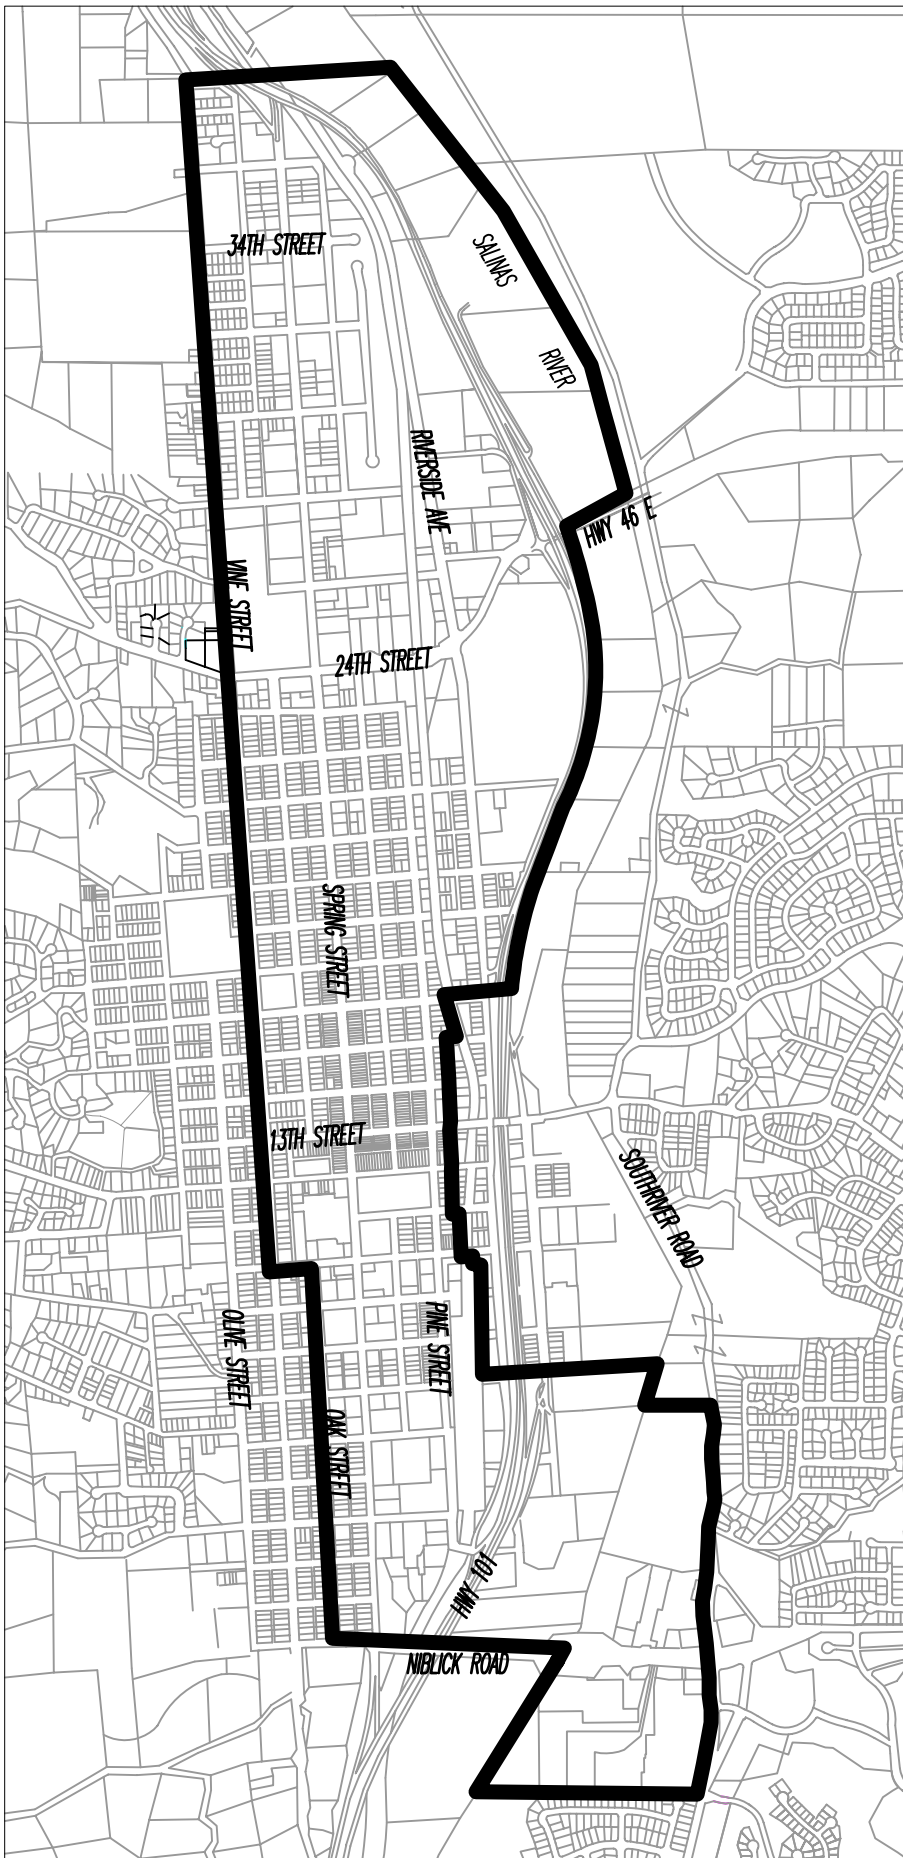 34TH STREET
SALINAS
RIVER
RIVERSIDE AVE
HWY 46 E
VINE STREET
24TH STREET
SPRING STREET
13TH STREET
SOUTHRIVER ROAD
OLIVE STREET
PINE STREET
OAK STREET
HWY 101
NIBLICK ROAD